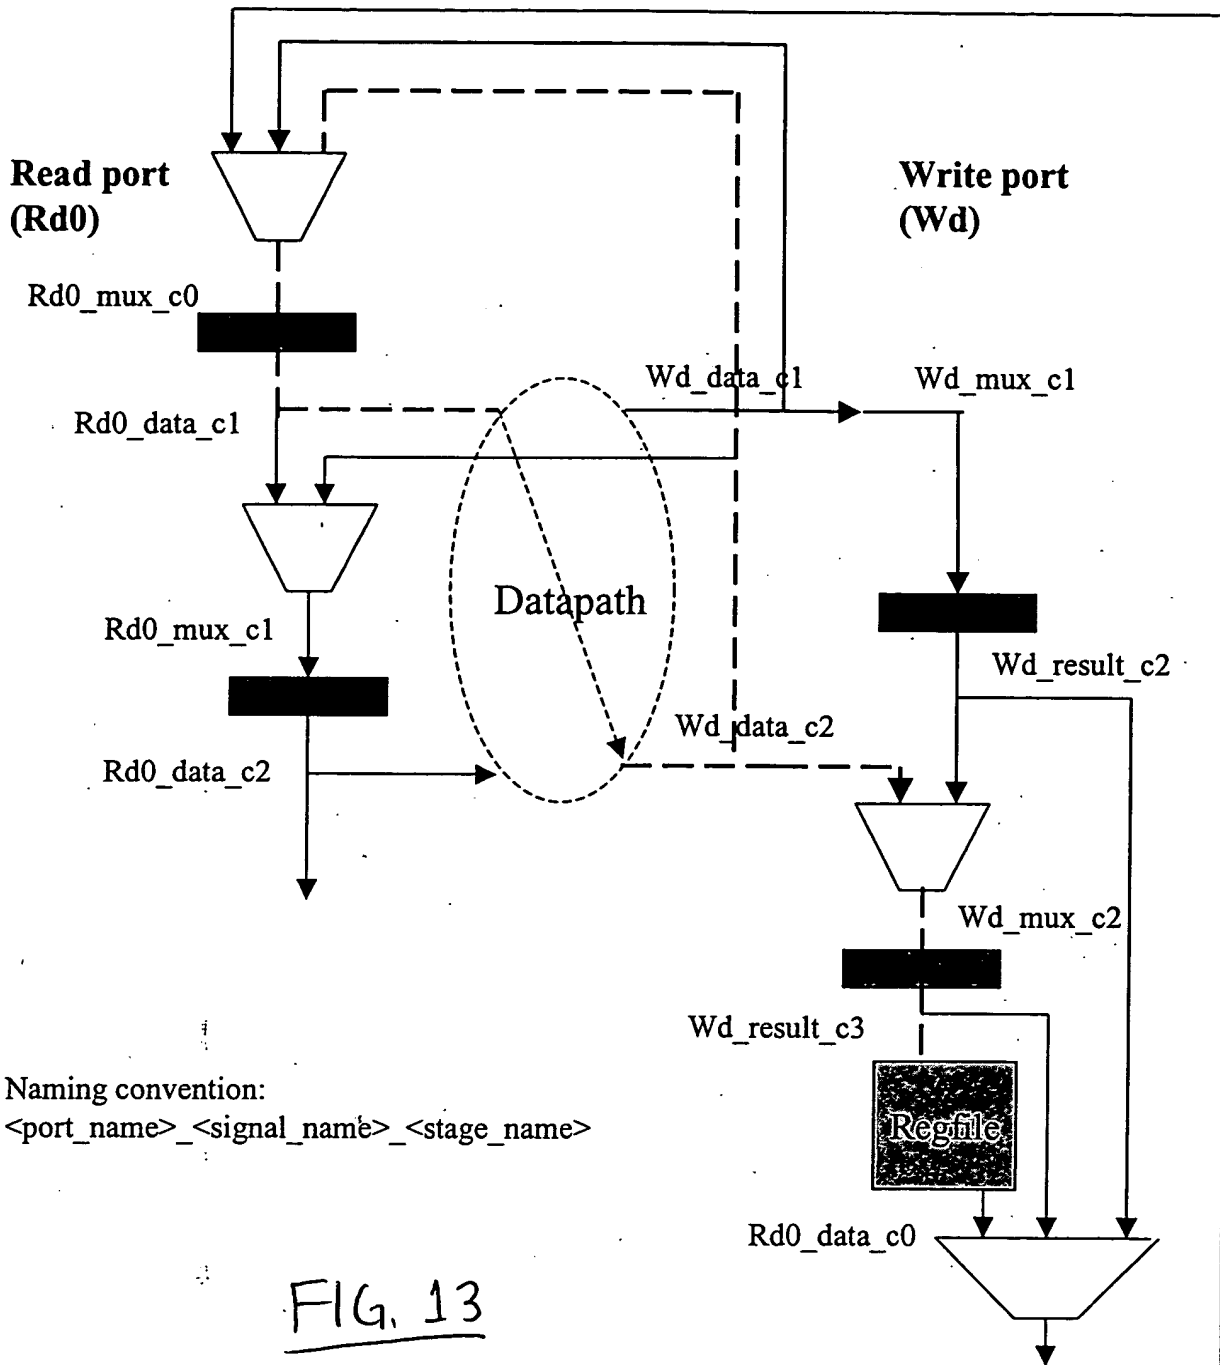 Read port
(Rd0)
Write port
(Wd)
Rd0_mux_c0
Wd_data_c1
Wd_mux_c1
Rd0_data_c1
Datapath
Rd0_mux_c1
Wd_result_c2
Wd_data_c2
Rd0_data_c2
Wd_mux_c2
Wd_result_c3
Naming convention:
<port_name>_<signal_name>_<stage_name>
Regfile
Rd0_data_c0
FIG. 13